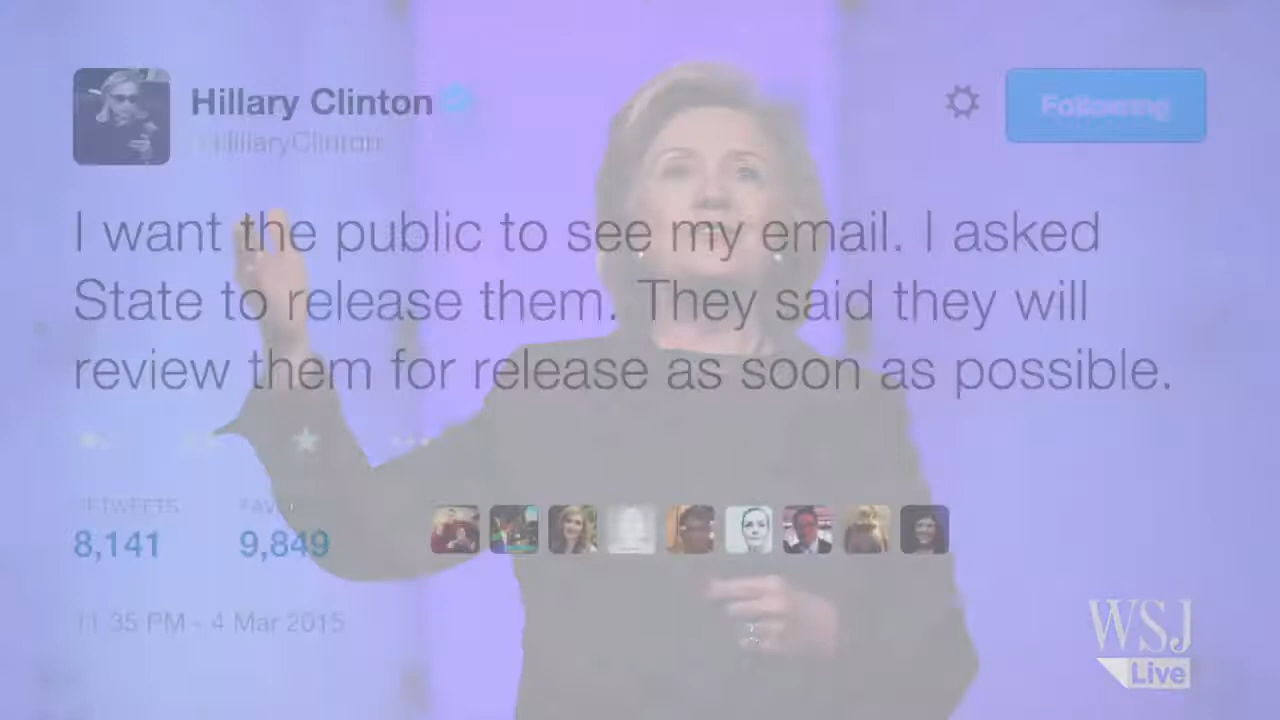 Hillary Clinton
@HillaryClinton
Following
I want the public to see my email. I asked
State to release them. They said they will
review them for release as soon as possible.
RETWEETS
8,141
9,849
11:35 PM - 4 Mar 2015
WSJ
Live